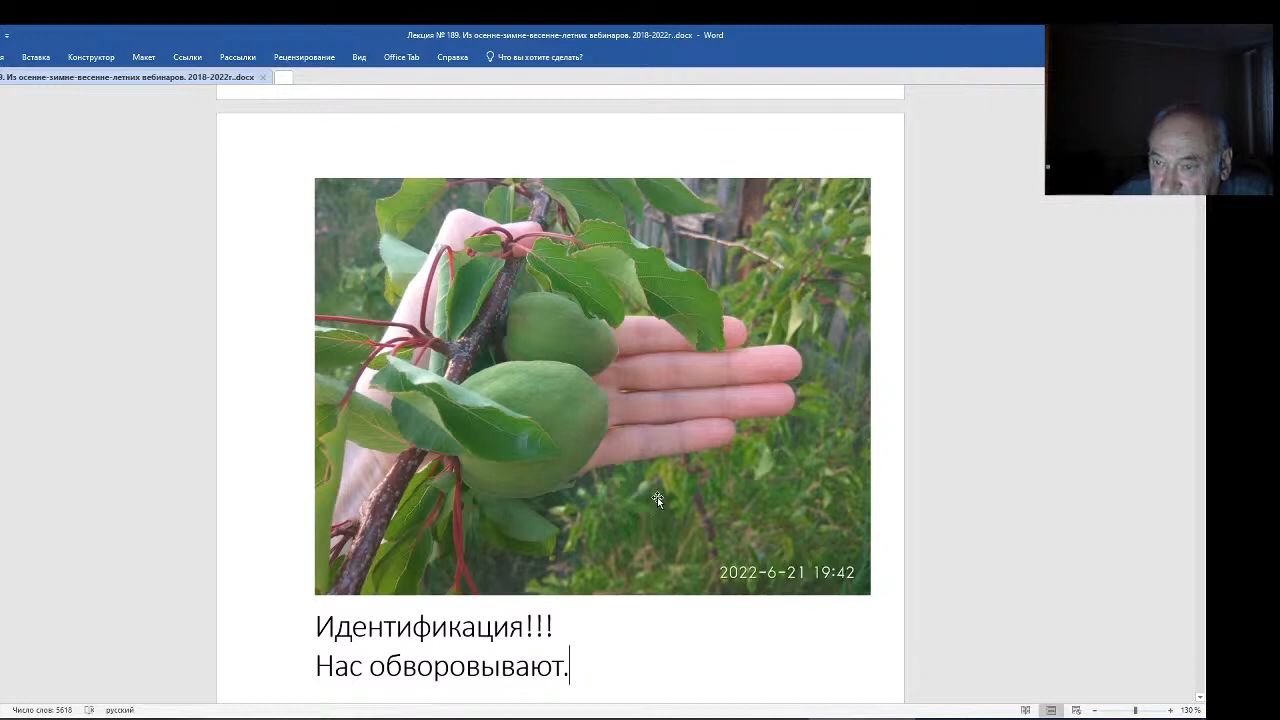 Лекция № 189. Из осенне-зимне-весенне-летних вебинаров. 2018-2022г..docx - Word
Вставка Конструктор Макет Ссылки Рассылки Рецензирование Вид Office Tab Справка Что вы хотите сделать?
9. Из осенне-зимне-весенне-летних вебинаров. 2018-2022г..docx
2022-6-21 19:42
Идентификация!!!
Нас обворовывают.
Число слов: 5618 русский 130 %